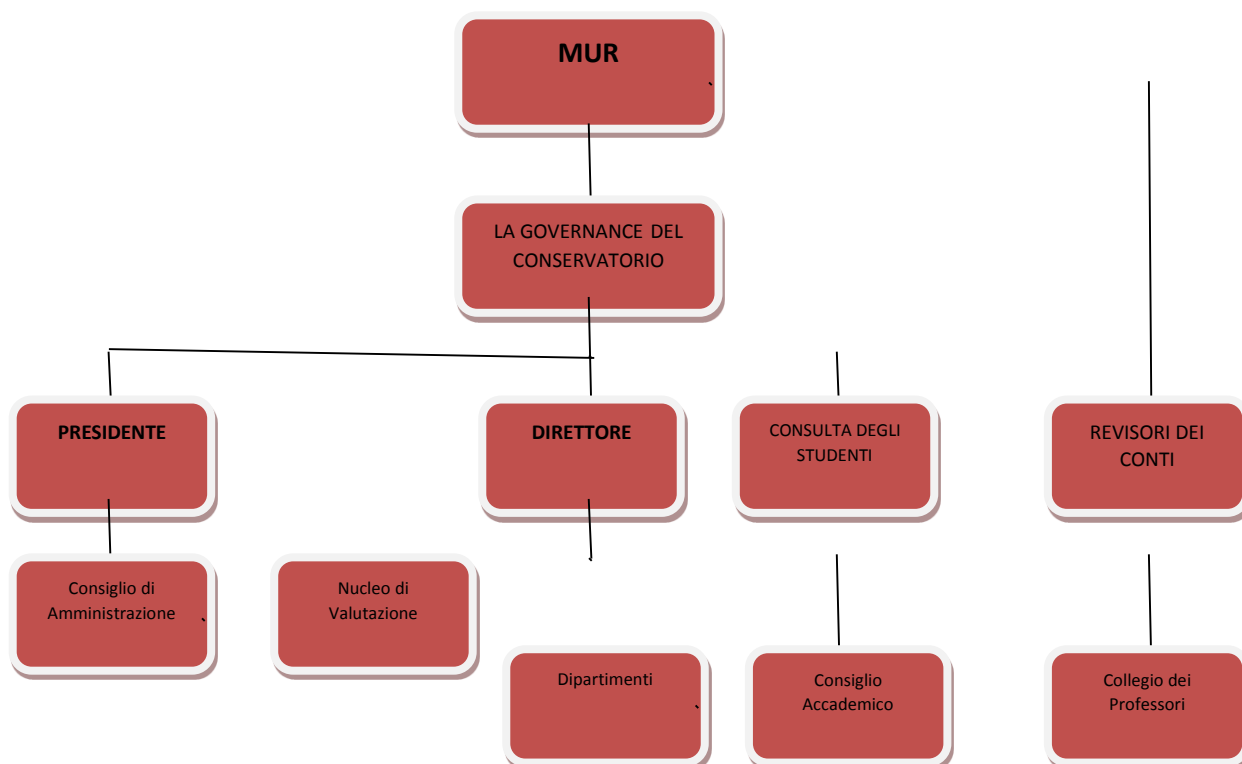 MUR
LA GOVERNANCE DEL
CONSERVATORIO
PRESIDENTE
DIRETTORE
CONSULTA DEGLI
STUDENTI
REVISORI DEI
CONTI
Consiglio di
Amministrazione
Nucleo di
Valutazione
Dipartimenti
Consiglio
Accademico
Collegio dei
Professori